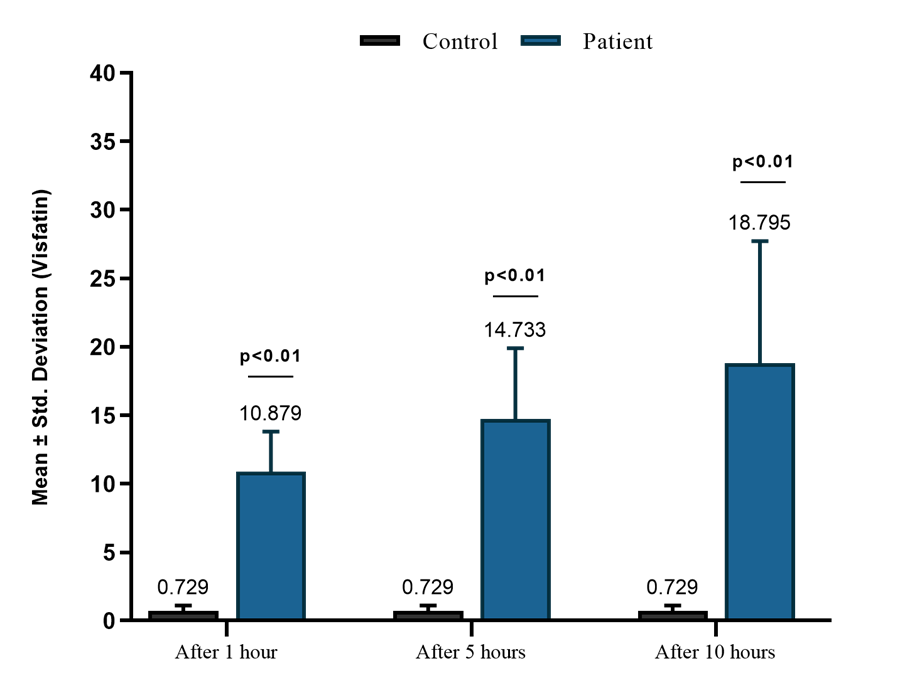 Control Patient
Mean ± Std. Deviation (Visfatin)
40
35
30
25
20
15
10
5
0
p<0.01
18.795
p<0.01
14.733
p<0.01
10.879
0.729
0.729
0.729
After 1 hour
After 5 hours
After 10 hours